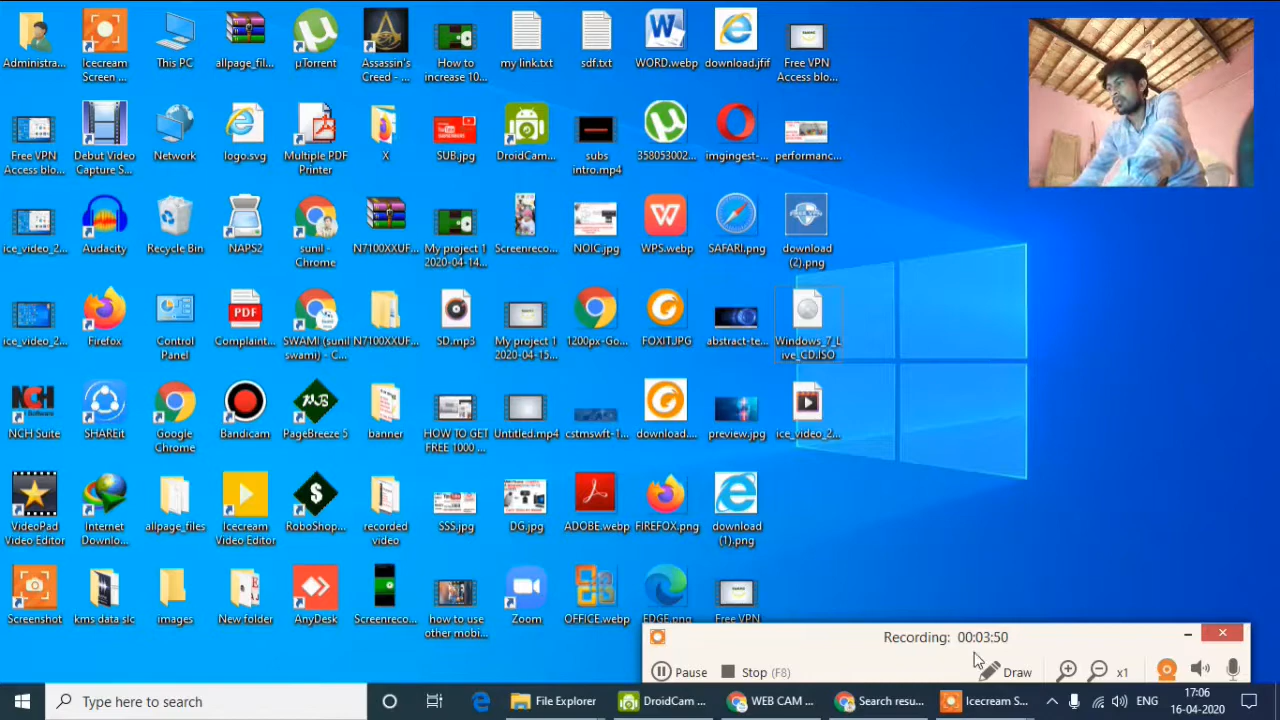 Administra...
Icecream
Screen ...
This PC
allpage_fil...
µTorrent
Assassin's
Creed - ...
How to
increase 10...
my link.txt
sdf.txt
WORD.webp
download.jfif
Free VPN
Access blo...
Free VPN
Access blo...
Debut Video
Capture S...
Network
logo.svg
Multiple PDF
Printer
X
SUB.jpg
DroidCam...
subs
intro.mp4
358053002...
imgingest-...
performanc...
ice_video_2...
Audacity
Recycle Bin
NAPS2
sunil -
Chrome
N7100XXUF...
My project 1
2020-04-14...
Screenreco...
NOIC.jpg
WPS.webp
SAFARI.png
download
(2).png
ice_video_2...
Firefox
Control
Panel
PDF
Complaint...
SWAMI (sunil
swami) - C...
N7100XXUF...
SD.mp3
My project 1
2020-04-15...
1200px-Go...
FOXIT.JPG
abstract-te...
Windows_7_L
ive_CD.ISO
NCH
Software
NCH Suite
SHAREit
Google
Chrome
Bandicam
PageBreeze 5
banner
HOW TO GET
FREE 1000 ...
Untitled.mp4
cstmswft-1...
download....
preview.jpg
ice_video_2...
VideoPad
Video Editor
Internet
Downlo...
allpage_files
Icecream
Video Editor
RoboShop...
recorded
video
SSS.jpg
DG.jpg
ADOBE.webp
FIREFOX.png
download
(1).png
Screenshot
kms data slc
images
New folder
AnyDesk
Screenreco...
how to use
other mobi...
Zoom
OFFICE.webp
EDGE.png
Free VPN
Recording: 00:03:50
Pause
Stop (F8)
Draw
x1
Type here to search
File Explorer
DroidCam ...
WEB CAM ...
Search resu...
Icecream S...
ENG
17:06
16-04-2020